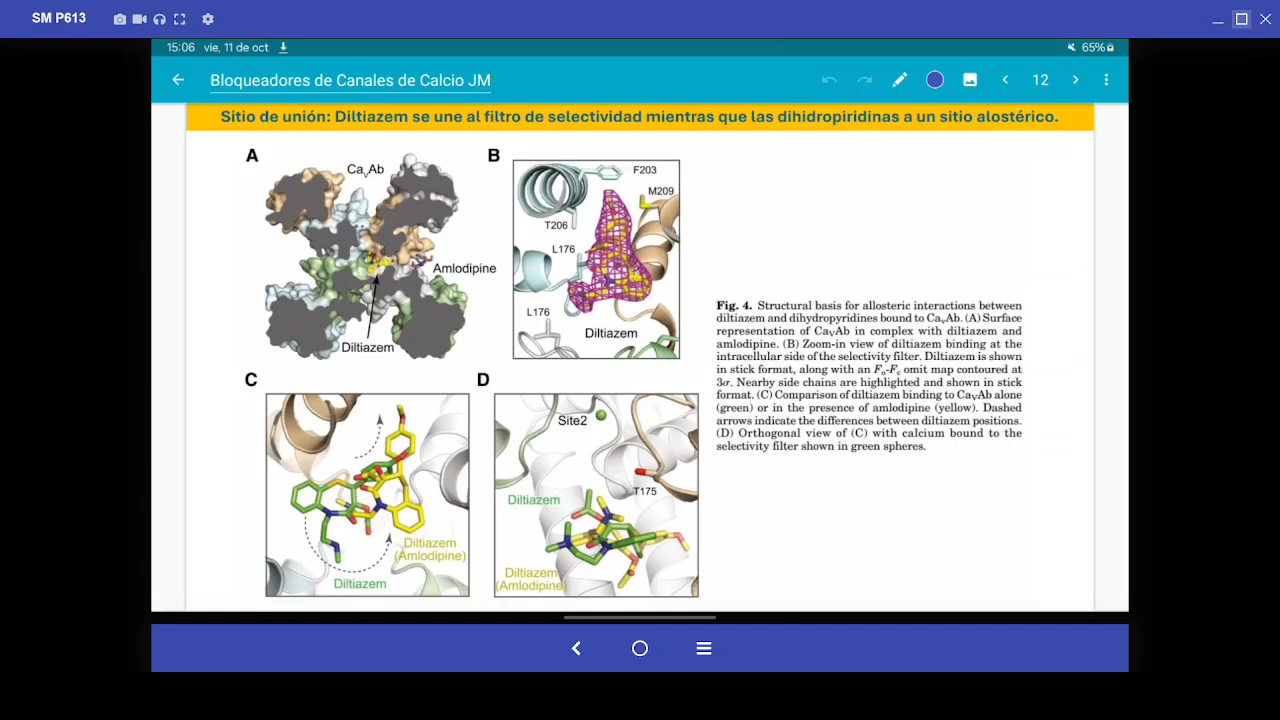 SM P613
15:06 vie, 11 de oct
65%
Bloqueadores de Canales de Calcio JM
12
Sitio de unión: Diltiazem se une al filtro de selectividad mientras que las dihidropiridinas a un sitio alostérico.
A
CaᵥAb
Amlodipine
Diltiazem
B
F203
M209
T206
L176
L176
Diltiazem
C
Diltiazem
(Amlodipin)
Diltiazem
D
Site2
T175
Diltiazem
Diltiazem
(Amlodipine)
Fig. 4. Structural basis for allosteric interactions between
diltiazem and dihydropyridines bound to CaᵥAb. (A) Surface
representation of CaᵥAb in complex with diltiazem and
amlodipine. (B) Zoom-in view of diltiazem binding at the
intracellular side of the selectivity filter. Diltiazem is shown
in stick format, along with an Fₒ-F꜀ omit map contoured at
3σ. Nearby side chains are highlighted and shown in stick
format. (C) Comparison of diltiazem binding to CaᵥAb alone
(green) or in the presence of amlodipine (yellow). Dashed
arrows indicate the differences between diltiazem positions.
(D) Orthogonal view of (C) with calcium bound to the
selectivity filter shown in green spheres.